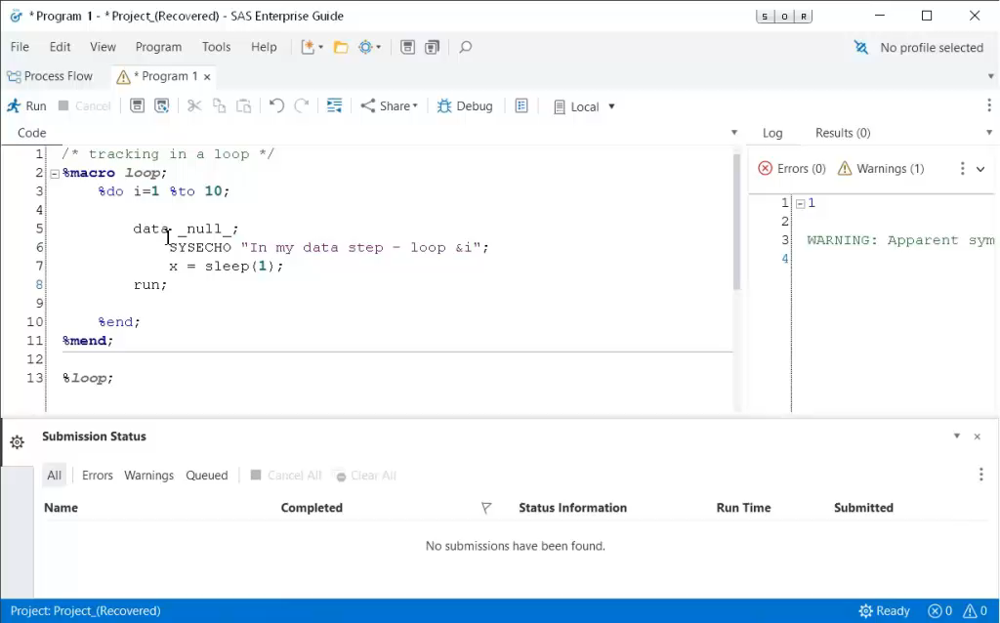 * Program 1 - * Project_(Recovered) - SAS Enterprise Guide
S O R
File Edit View Program Tools Help
No profile selected
Process Flow
* Program 1
Run Cancel Share Debug Local
Code
Log Results (0)
Errors (0) Warnings (1)
1 /* tracking in a loop */
2 %macro loop;
3 %do i=1 %to 10;
4
5 data _null_;
6 SYSECHO "In my data step - loop &i";
7 x = sleep(1);
8 run;
9
10 %end;
11 %mend;
12
13 %loop;
1 1
2
3 WARNING: Apparent sym
4
Submission Status
All Errors Warnings Queued Cancel All Clear All
Name Completed Status Information Run Time Submitted
No submissions have been found.
Project: Project_(Recovered)
Ready 0 0